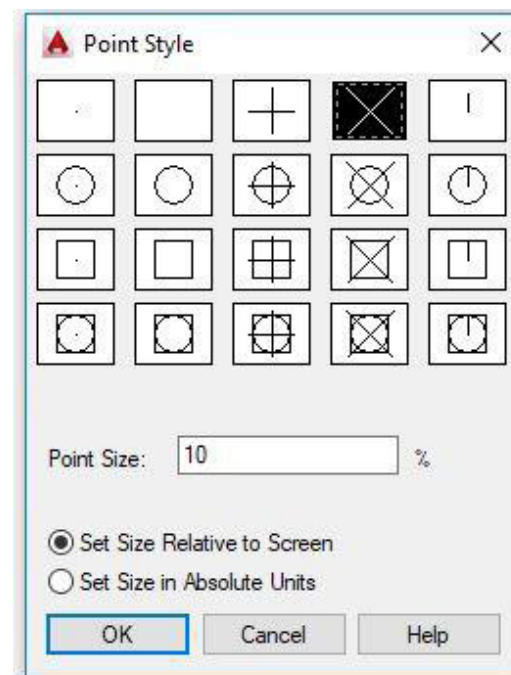 Point Style
Point Size: 10 %
Set Size Relative to Screen
Set Size in Absolute Units
OK Cancel Help